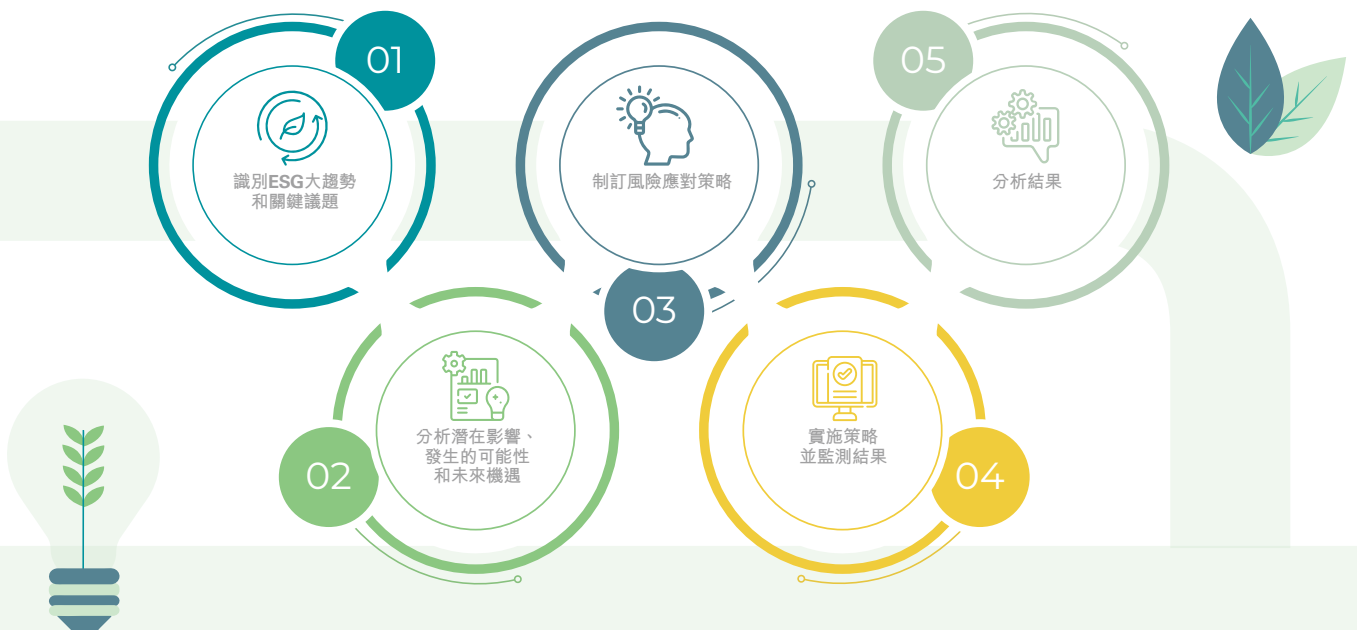 01
識別ESG大趨勢
和關鍵議題
02
分析潛在影響、
發生的可能性
和未來機遇
03
制訂風險應對策略
04
實施策略
並監測結果
05
分析結果